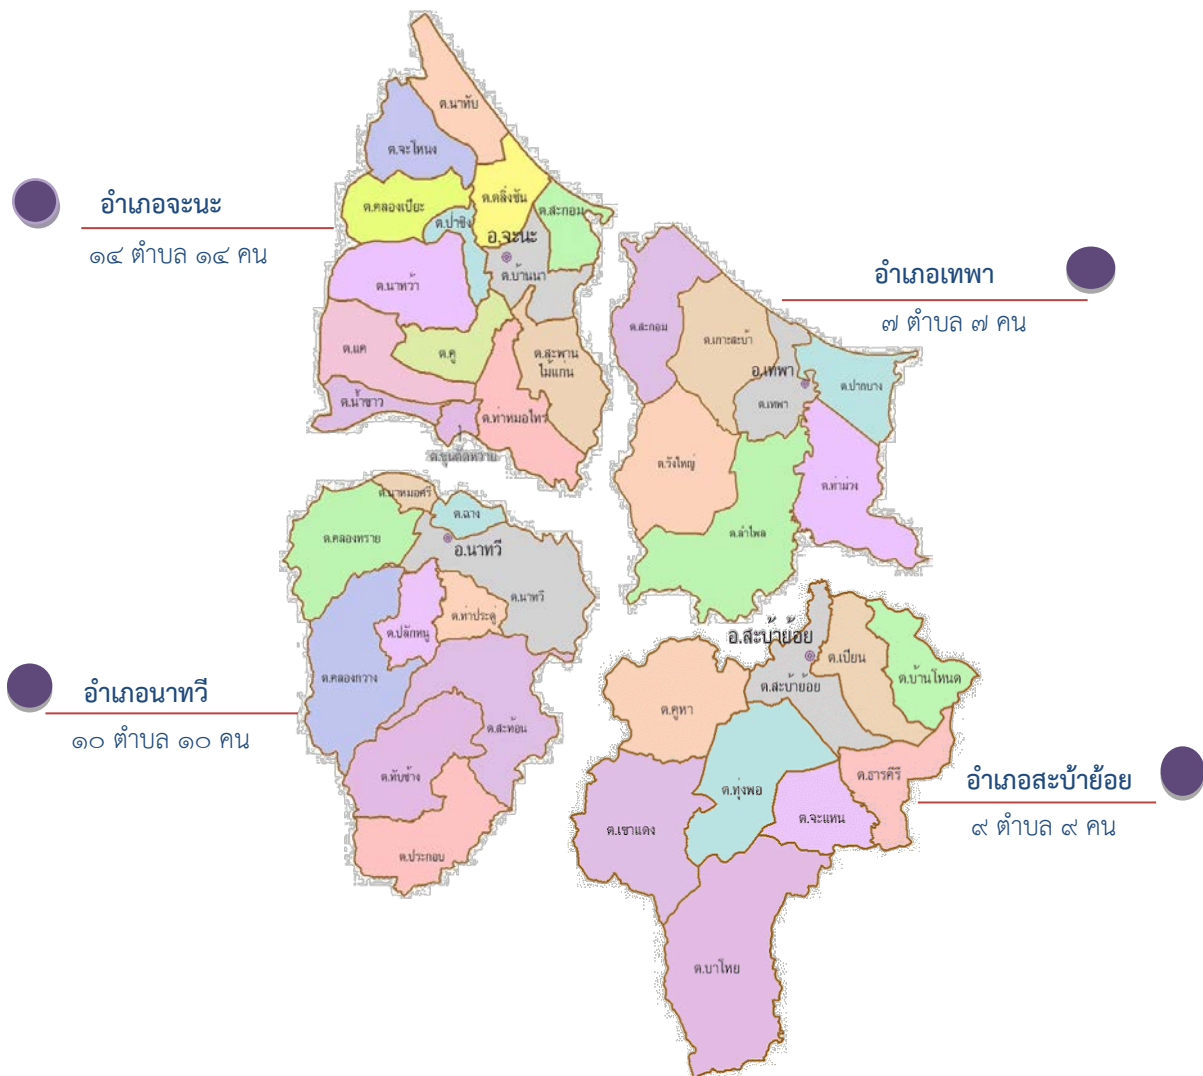 อำเภอจะนะ
๑๔ ตำบล ๑๔ คน
ต.นาทับ
ต.จะโหนง
ต.ตลิ่งชัน
ต.คลองเปียะ
ต.สะกอม
ต.ป่าชิง
อ.จะนะ
ต.บ้านนา
ต.นาหว้า
ต.แค
ต.คู
ต.สะพาน
ไม้แก่น
ต.น้ำขาว
ต.ท่าหมอไทร
ต.ขุนตัดหวาย
อำเภอเทพา
๗ ตำบล ๗ คน
ต.สะกอม
ต.เกาะสะบ้า
อ.เทพา
ต.ปากบาง
ต.เทพา
ต.วังใหญ่
ต.ท่าม่วง
ต.ลำไพล
อำเภอนาทวี
๑๐ ตำบล ๑๐ คน
ต.นาหมอศรี
ต.ฉาง
ต.คลองทราย
อ.นาทวี
ต.นาทวี
ต.ท่าประดู่
ต.ปลักหนู
ต.คลองกวาง
ต.สะท้อน
ต.ทับช้าง
ต.ประกอบ
อำเภอสะบ้าย้อย
๙ ตำบล ๙ คน
อ.สะบ้าย้อย
ต.เปียน
ต.บ้านโหนด
ต.สะบ้าย้อย
ต.คูหา
ต.ธารคีรี
ต.ทุ่งพอ
ต.จะแหน
ต.เขาแดง
ต.บาโหย